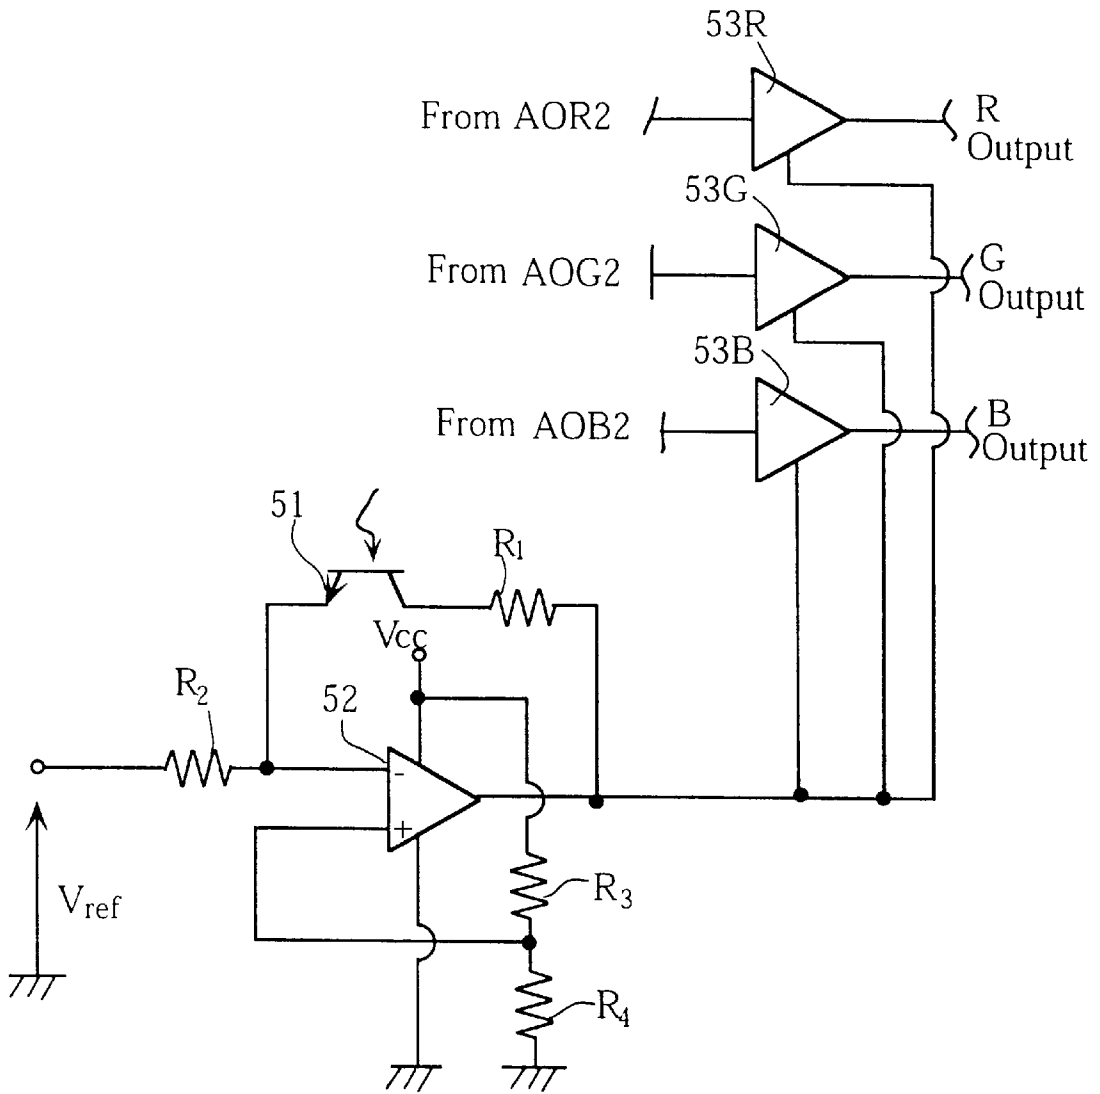 53R
From AOR2
R
Output
53G
From AOG2
G
Output
53B
From AOB2
B
Output
51
R1
Vcc
R2
52
-
+
Vref
R3
R4